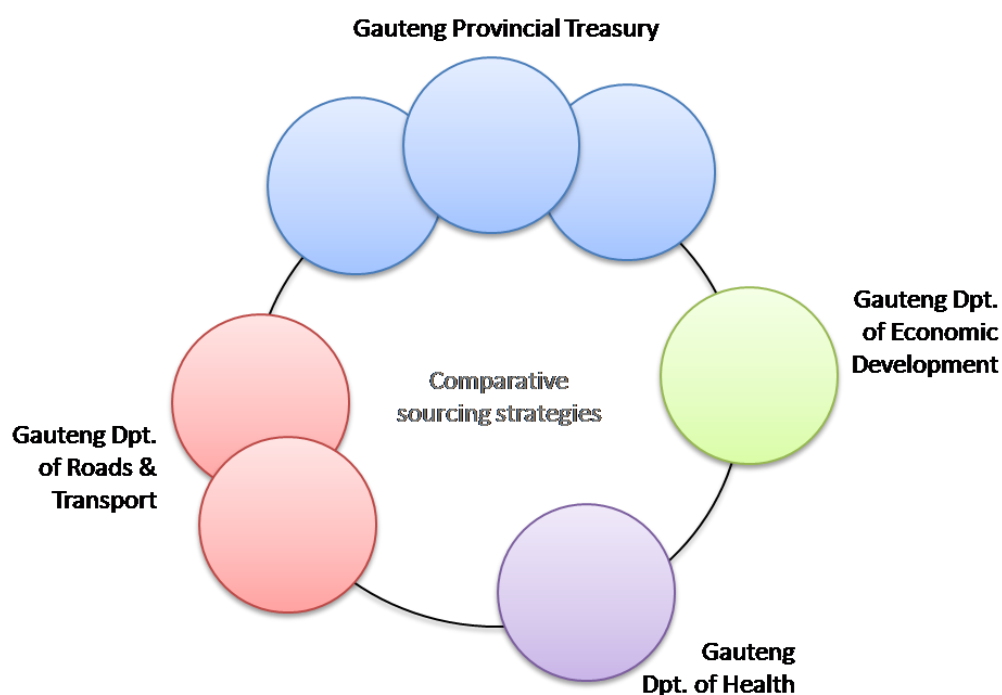 Gauteng Provincial Treasury
Gauteng Dpt.
of Economic
Development
Comparative
sourcing strategies
Gauteng Dpt.
of Roads &
Transport
Gauteng
Dpt. of Health